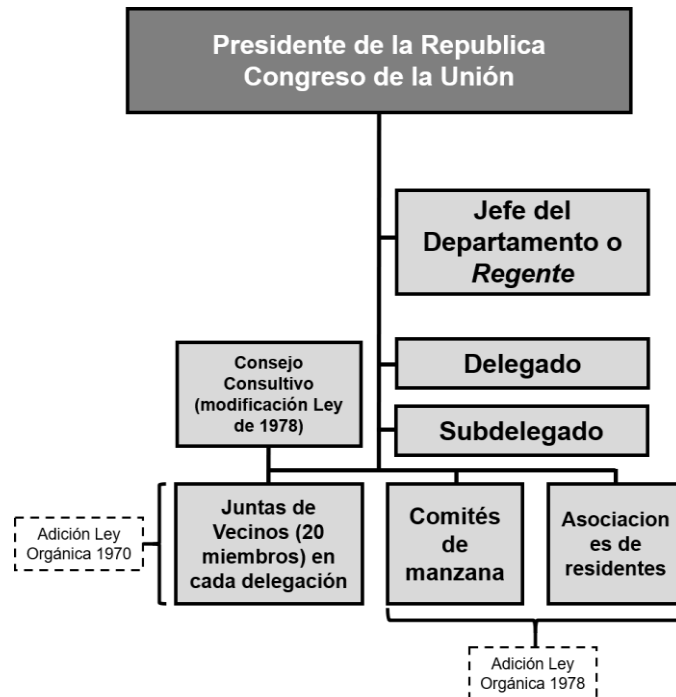 Presidente de la Republica
Congreso de la Unión
Jefe del
Departamento o
Regente
Delegado
Subdelegado
Consejo
Consultivo
(modificación Ley
de 1978)
Juntas de
Vecinos (20
miembros) en
cada delegación
Comités
de
manzana
Asociacion
es de
residentes
Adición Ley
Orgánica 1970
Adición Ley
Orgánica 1978